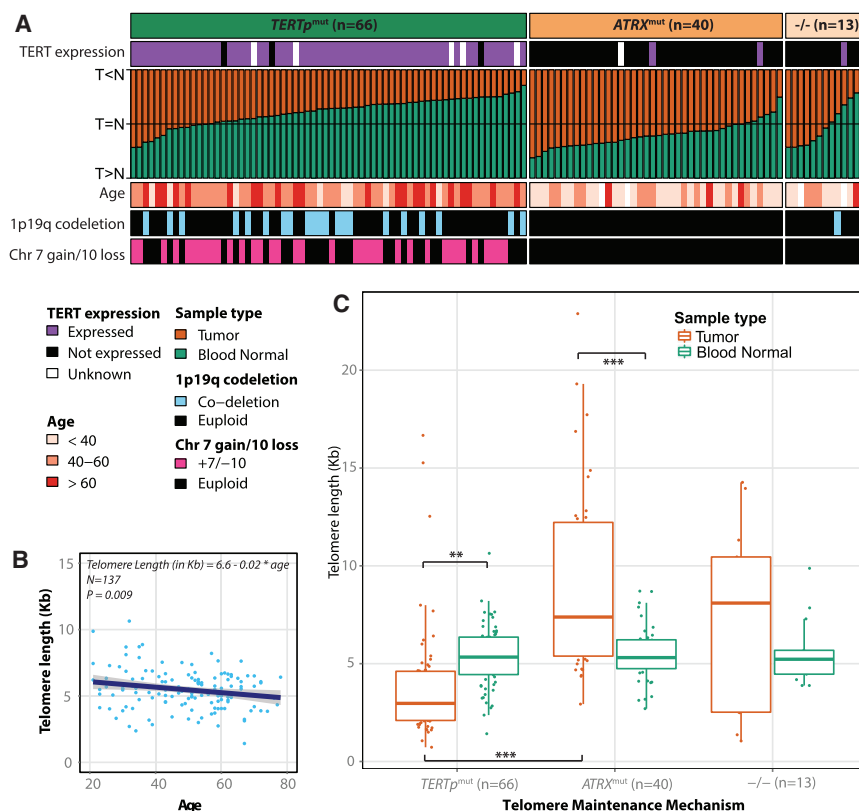 A
TERTpmut (n=66)
ATRXmut (n=40)
-/- (n=13)
TERT expression
T<N
T=N
T>N
Age
1p19q codeletion
Chr 7 gain/10 loss
TERT expression
Expressed
Not expressed
Unknown
Age
< 40
40−60
> 60
Sample type
Tumor
Blood Normal
1p19q codeletion
Co−deletion
Euploid
Chr 7 gain/10 loss
+7/−10
Euploid
B
Telomere length (Kb)
15
10
5
0
Telomere Length (in Kb) = 6.6 - 0.02 * age
N=137
P = 0.009
20
40
60
80
Age
C
Telomere length (Kb)
20
15
10
5
0
Sample type
Tumor
Blood Normal
***
**
***
TERTpmut (n=66)
ATRXmut (n=40)
−/− (n=13)
Telomere Maintenance Mechanism